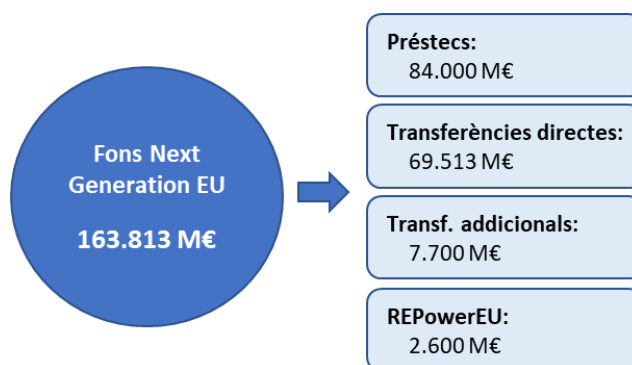 Fons Next
Generation EU
163.813 M€
Préstecs:
84.000 M€
Transferències directes:
69.513 M€
Transf. addicionals:
7.700 M€
REPowerEU:
2.600 M€